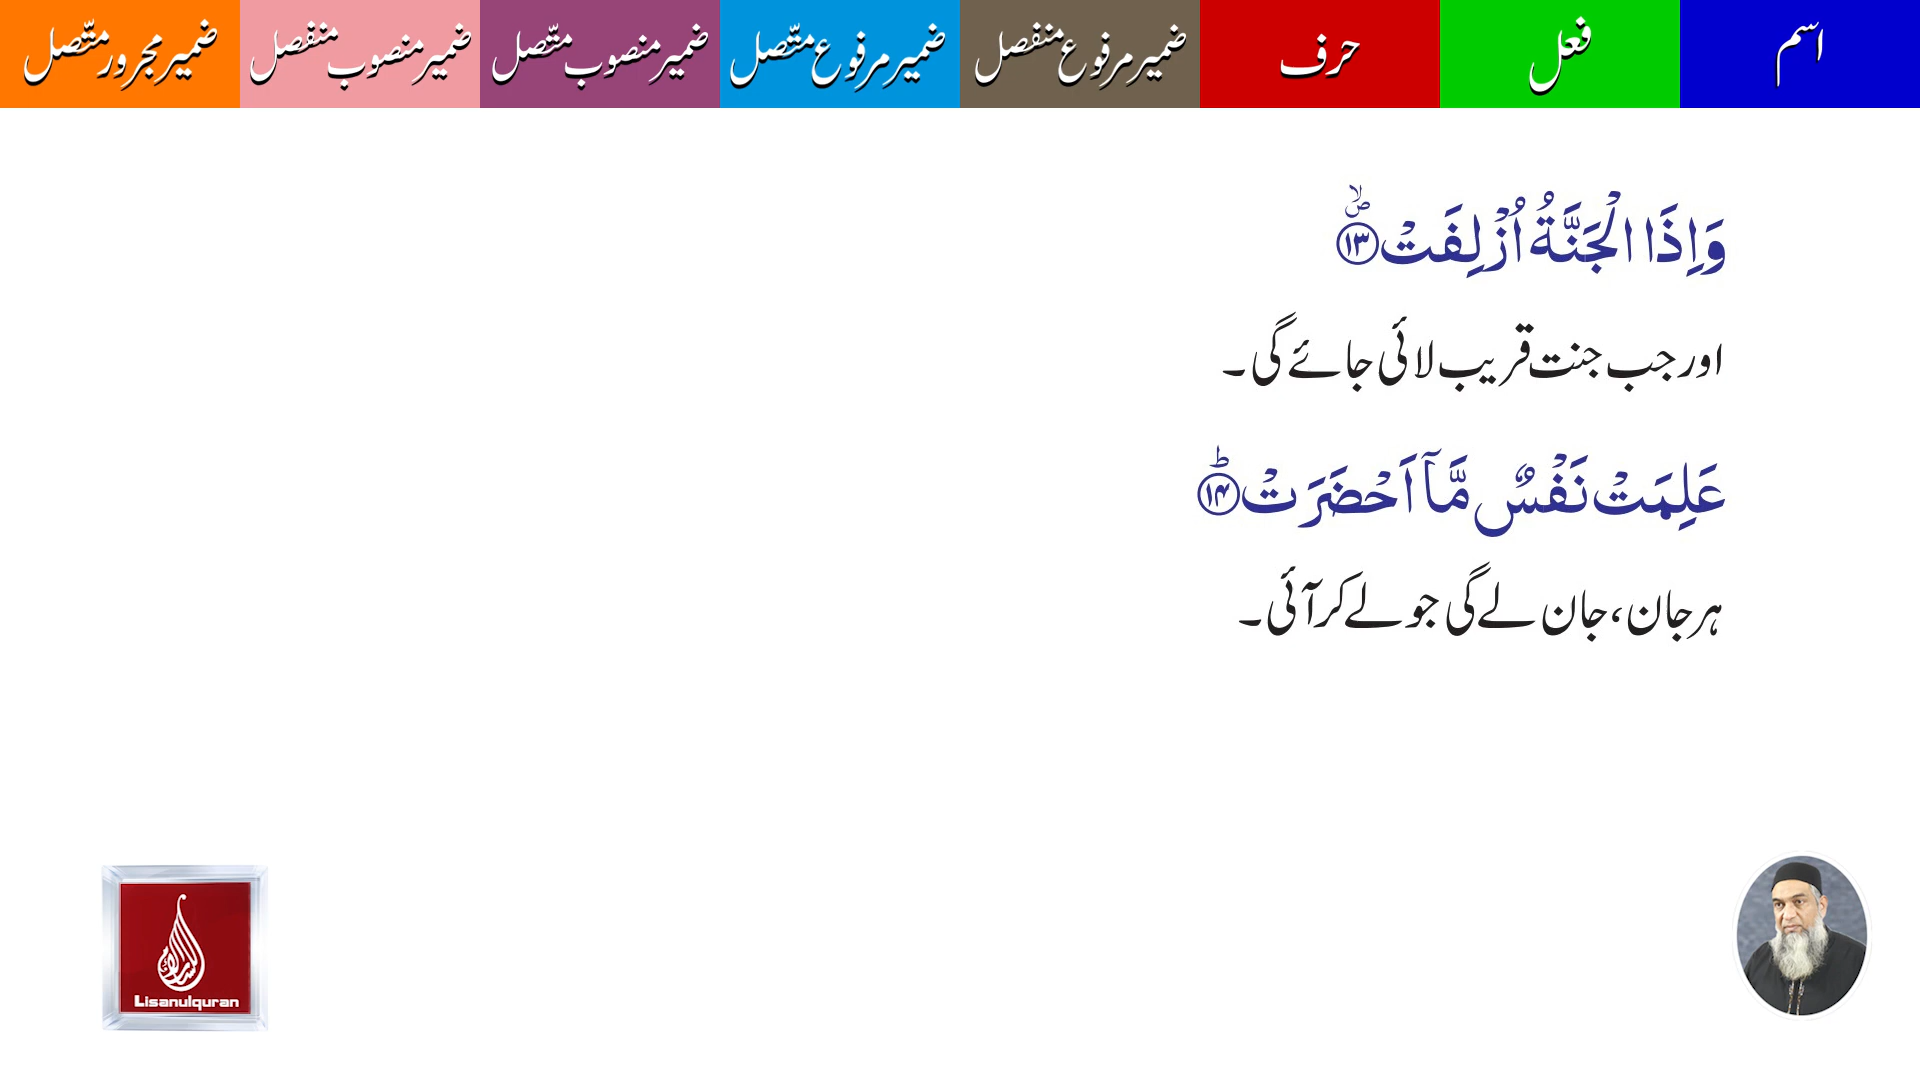 اسم فعل حرف ضمیر مرفوع منفصل ضمیر مرفوع متّصل ضمیر منصوب متّصل ضمیر منصوب منفصل ضمیر مجرور متّصل
وَاِذَا الْجَنَّةُ اُزْلِفَتْ ۪ۙ﴿۱۳﴾
اور جب جنت قریب لائی جائے گی۔
عَلِمَتْ نَفْسٌ مَّاۤ اَحْضَرَتْ ؕ﴿۱۴﴾
ہر جان، جان لے گی جو لے کر آئی۔
Lisanulquran